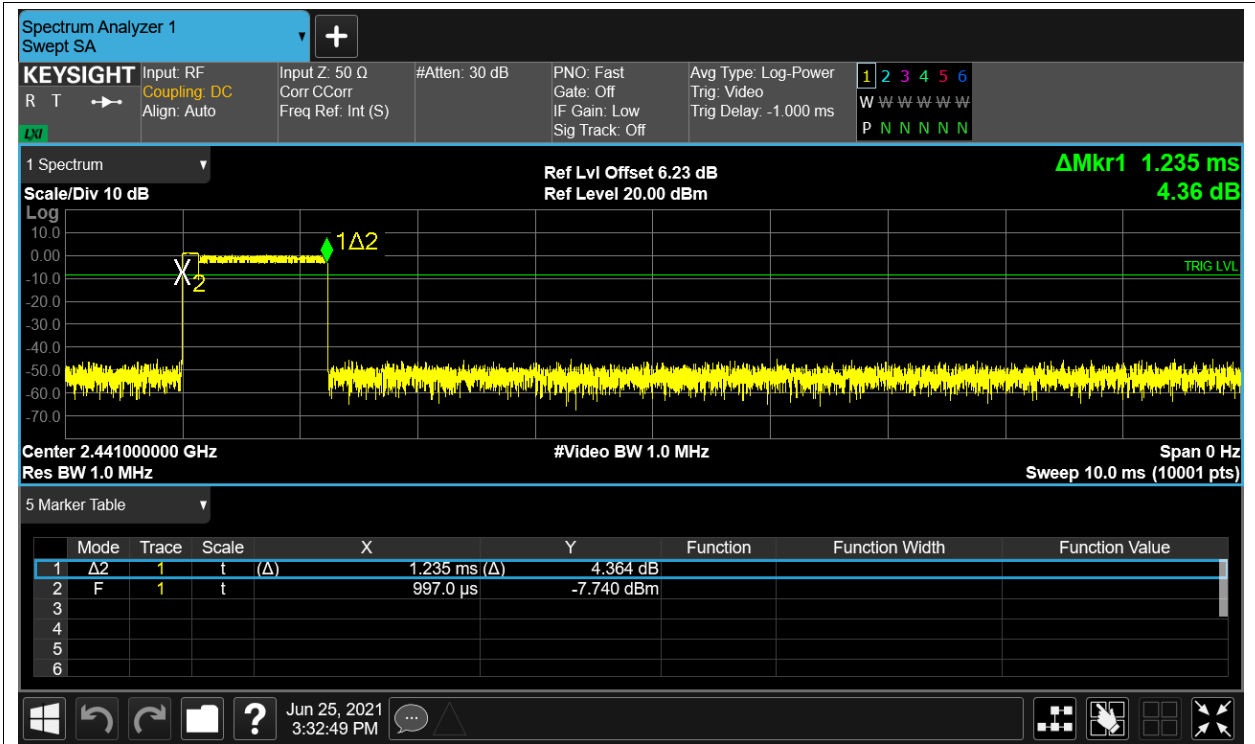 Spectrum Analyzer 1
Swept SA
KEYSIGHT
R T
LXI
Input: RF
Coupling: DC
Align: Auto
Input Z: 50 Ω
Corr CCorr
Freq Ref: Int (S)
#Atten: 30 dB
PNO: Fast
Gate: Off
IF Gain: Low
Sig Track: Off
Avg Type: Log-Power
Trig: Video
Trig Delay: -1.000 ms
1 2 3 4 5 6
W W W W W W
P N N N N N
1 Spectrum
Scale/Div 10 dB
Ref Lvl Offset 6.23 dB
Ref Level 20.00 dBm
ΔMkr1 1.235 ms
4.36 dB
Log
10.0
0.00
-10.0
-20.0
-30.0
-40.0
-50.0
-60.0
-70.0
1Δ2
X
2
TRIG LVL
Center 2.441000000 GHz
#Video BW 1.0 MHz
Span 0 Hz
Res BW 1.0 MHz
Sweep 10.0 ms (10001 pts)
5 Marker Table
Mode Trace Scale X Y Function Function Width Function Value
1 Δ2 1 t (Δ) 1.235 ms (Δ) 4.364 dB
2 F 1 t 997.0 µs -7.740 dBm
3
4
5
6
?
Jun 25, 2021
3:32:49 PM